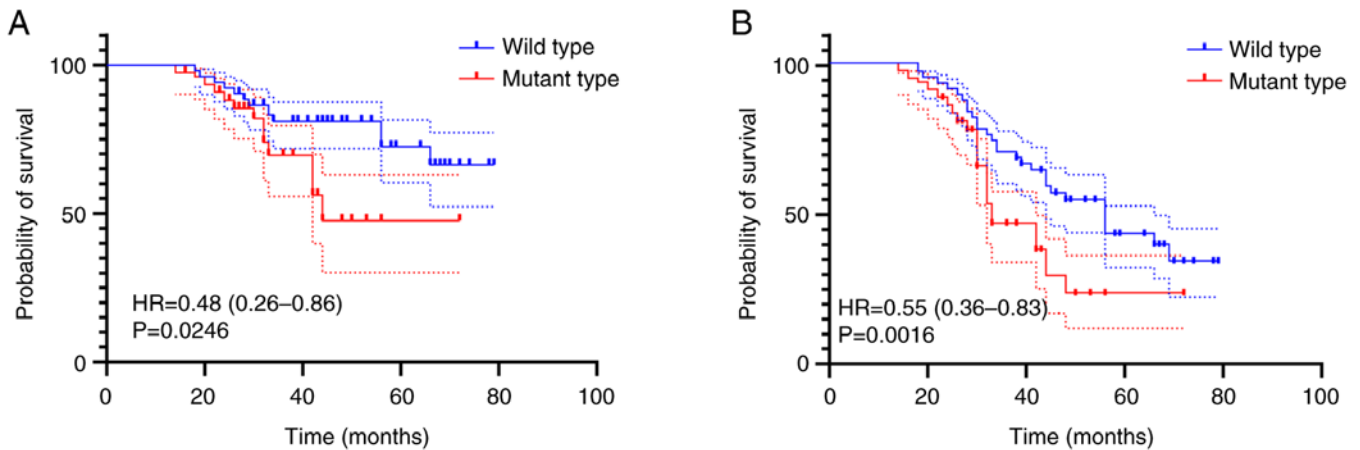 A
Wild type
Mutant type
100
50
0
Probability of survival
HR=0.48 (0.26–0.86)
P=0.0246
0 20 40 60 80 100
Time (months)
B
Wild type
Mutant type
100
50
0
Probability of survival
HR=0.55 (0.36–0.83)
P=0.0016
0 20 40 60 80 100
Time (months)